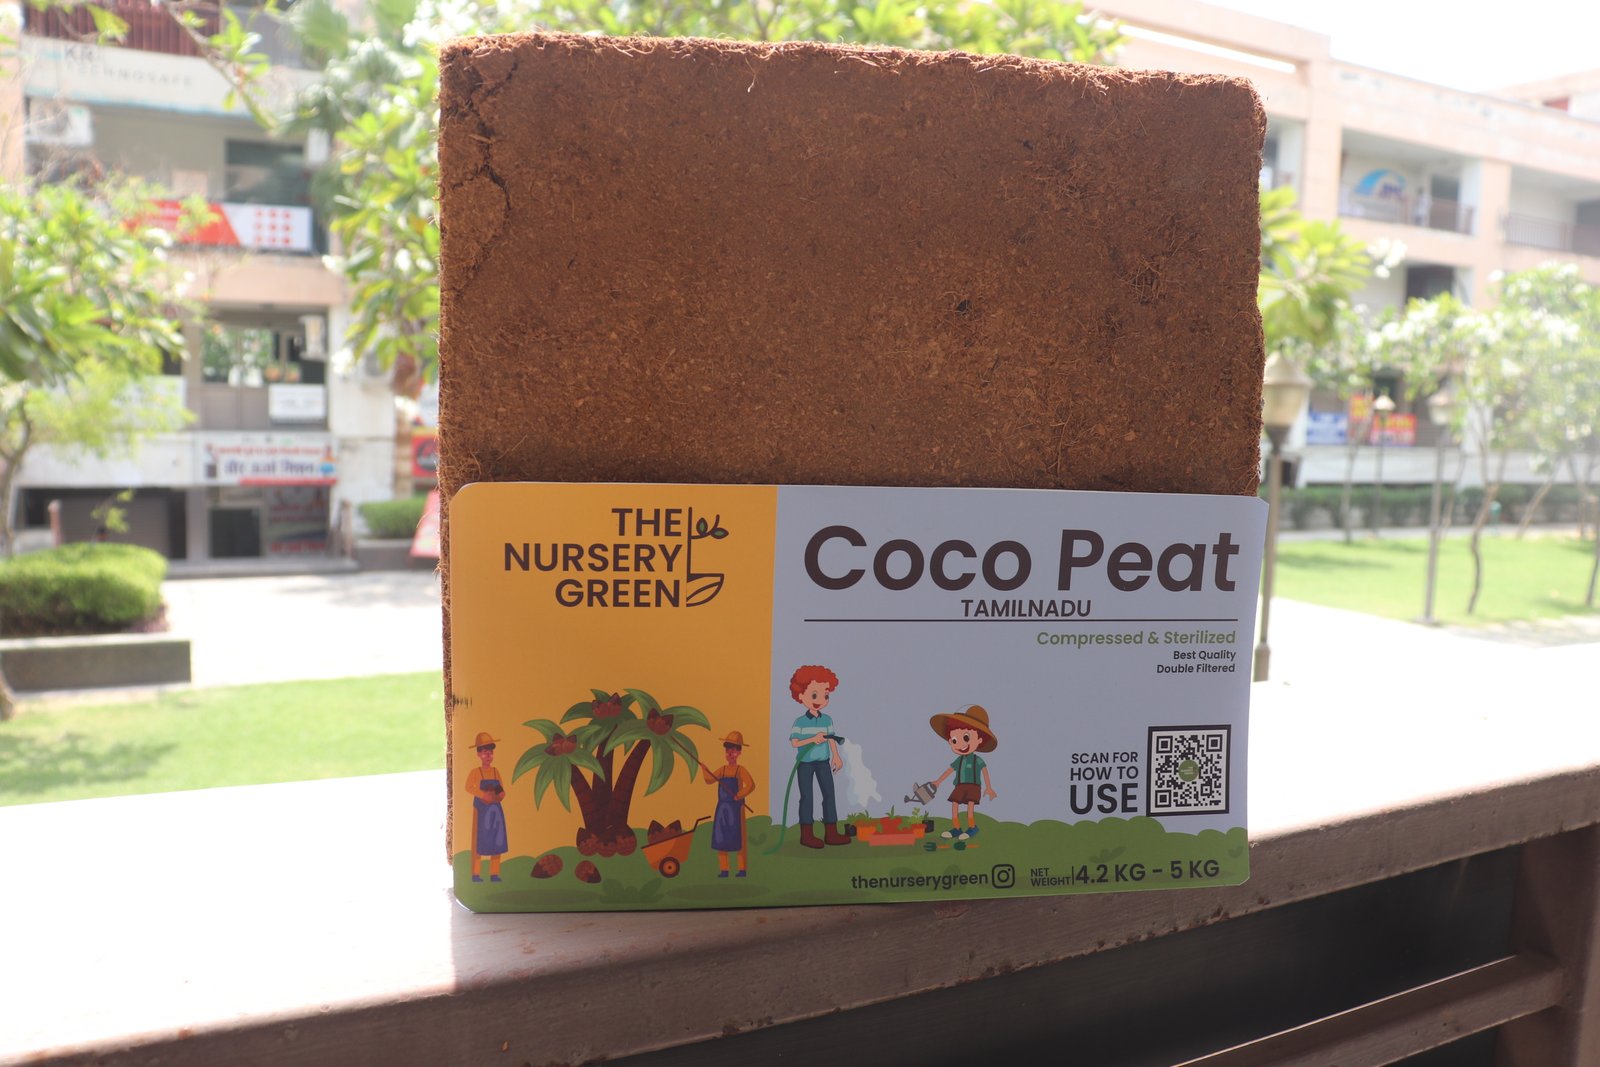 THE
NURSERY
GREEN
Coco Peat
TAMILNADU
Compressed & Sterilized
Best Quality
Double Filtered
SCAN FOR
HOW TO
USE
thenurserygreen
NET
WEIGHT
4.2 KG - 5 KG